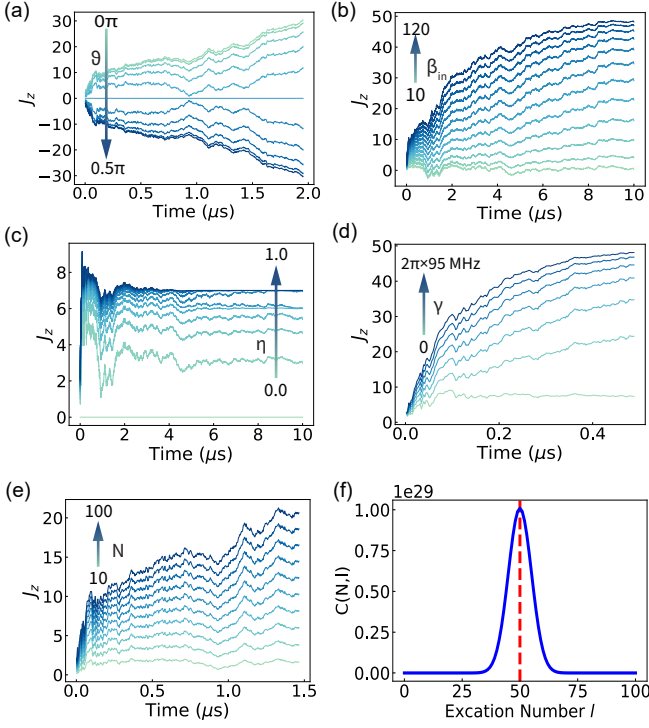 (a)
0π
ϑ
0.5π
30
20
10
0
−10
−20
−30
J_z
0.0 0.5 1.0 1.5 2.0
Time (μs)
(b)
120
β_in
10
50
40
30
20
10
0
J_z
0 2 4 6 8 10
Time (μs)
(c)
1.0
η
0.0
8
6
4
2
0
J_z
0 2 4 6 8 10
Time (μs)
(d)
2π×95 MHz
γ
0
50
40
30
20
10
0
J_z
0.0 0.2 0.4
Time (μs)
(e)
100
N
10
20
15
10
5
0
J_z
0.0 0.5 1.0 1.5
Time (μs)
(f)
1e29
1.00
0.75
0.50
0.25
0.00
C(N,l)
0 25 50 75 100
Excation Number l